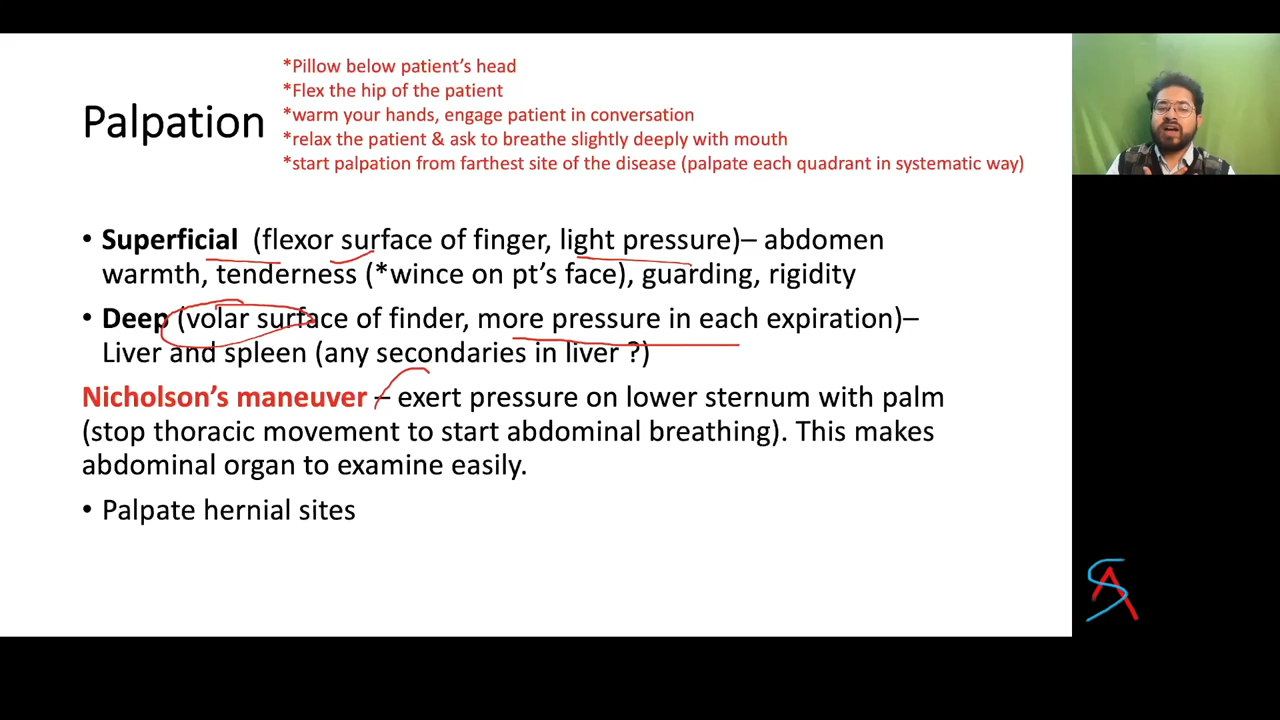 *Pillow below patient's head
*Flex the hip of the patient
Palpation
*warm your hands, engage patient in conversation
*relax the patient & ask to breathe slightly deeply with mouth
*start palpation from farthest site of the disease (palpate each quadrant in systematic way)
• Superficial (flexor surface of finger, light pressure)– abdomen
warmth, tenderness (*wince on pt's face), guarding, rigidity
• Deep (volar surface of finder, more pressure in each expiration)–
Liver and spleen (any secondaries in liver ?)
Nicholson's maneuver – exert pressure on lower sternum with palm
(stop thoracic movement to start abdominal breathing). This makes
abdominal organ to examine easily.
• Palpate hernial sites
SA